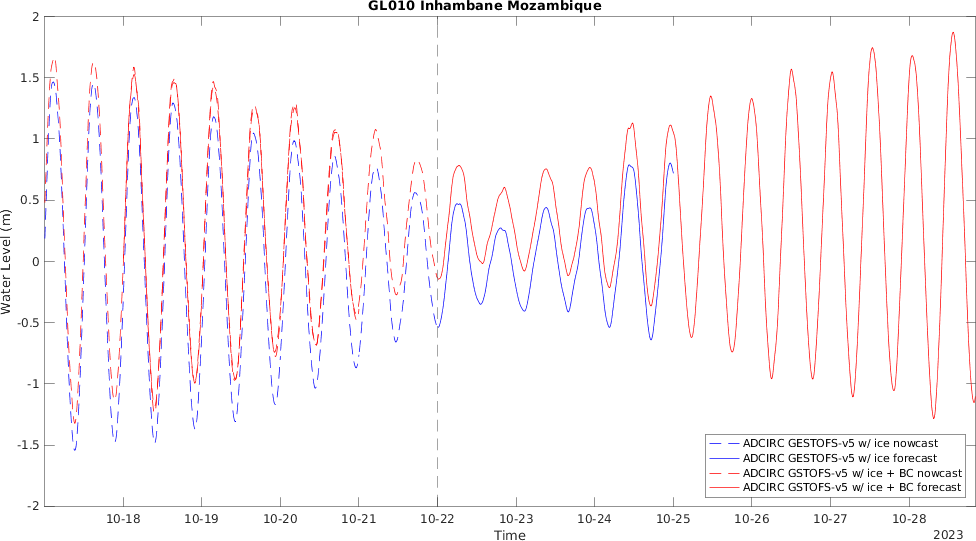 GL010 Inhambane Mozambique
2
1.5
1
0.5
0
-0.5
-1
-1.5
-2
Water Level (m)
ADCIRC GESTOFS-v5 w/ ice nowcast
ADCIRC GESTOFS-v5 w/ ice forecast
ADCIRC GSTOFS-v5 w/ ice + BC nowcast
ADCIRC GSTOFS-v5 w/ ice + BC forecast
10-18 10-19 10-20 10-21 10-22 10-23 10-24 10-25 10-26 10-27 10-28
Time
2023